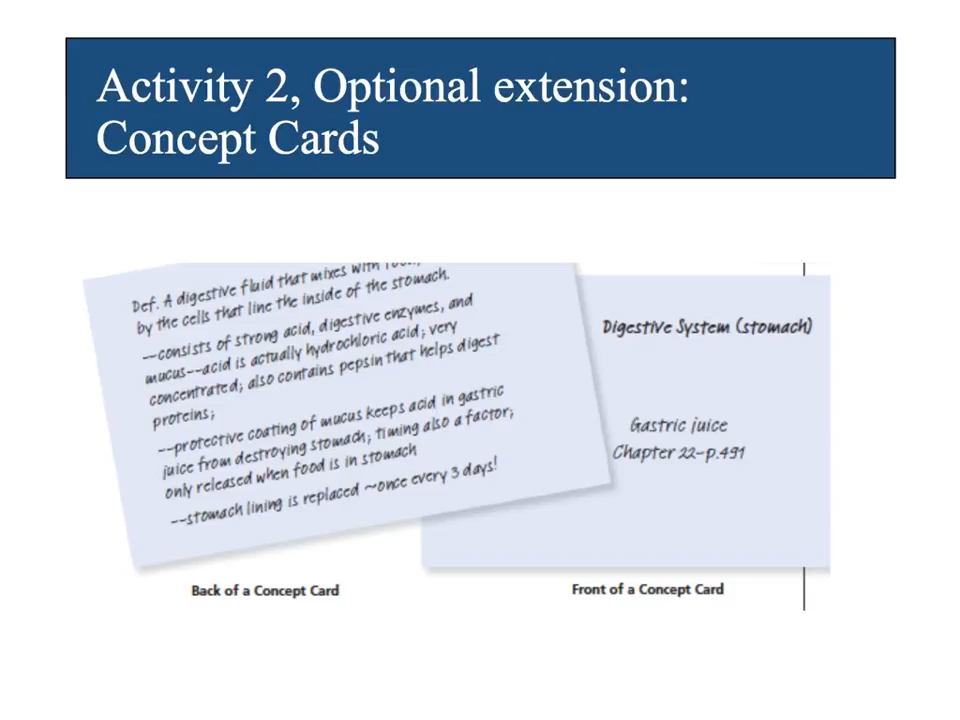 Activity 2, Optional extension:
Concept Cards
Def. A digestive fluid that mixes with food,
by the cells that line the inside of the stomach.
--consists of strong acid, digestive enzymes, and
mucus--acid is actually hydrochloric acid; very
concentrated; also contains pepsin that helps digest
proteins;
--protective coating of mucus keeps acid in gastric
juice from destroying stomach; timing also a factor;
only released when food is in stomach
--stomach lining is replaced ~once every 3 days!
Back of a Concept Card
Digestive System (stomach)
Gastric juice
Chapter 22-p.491
Front of a Concept Card